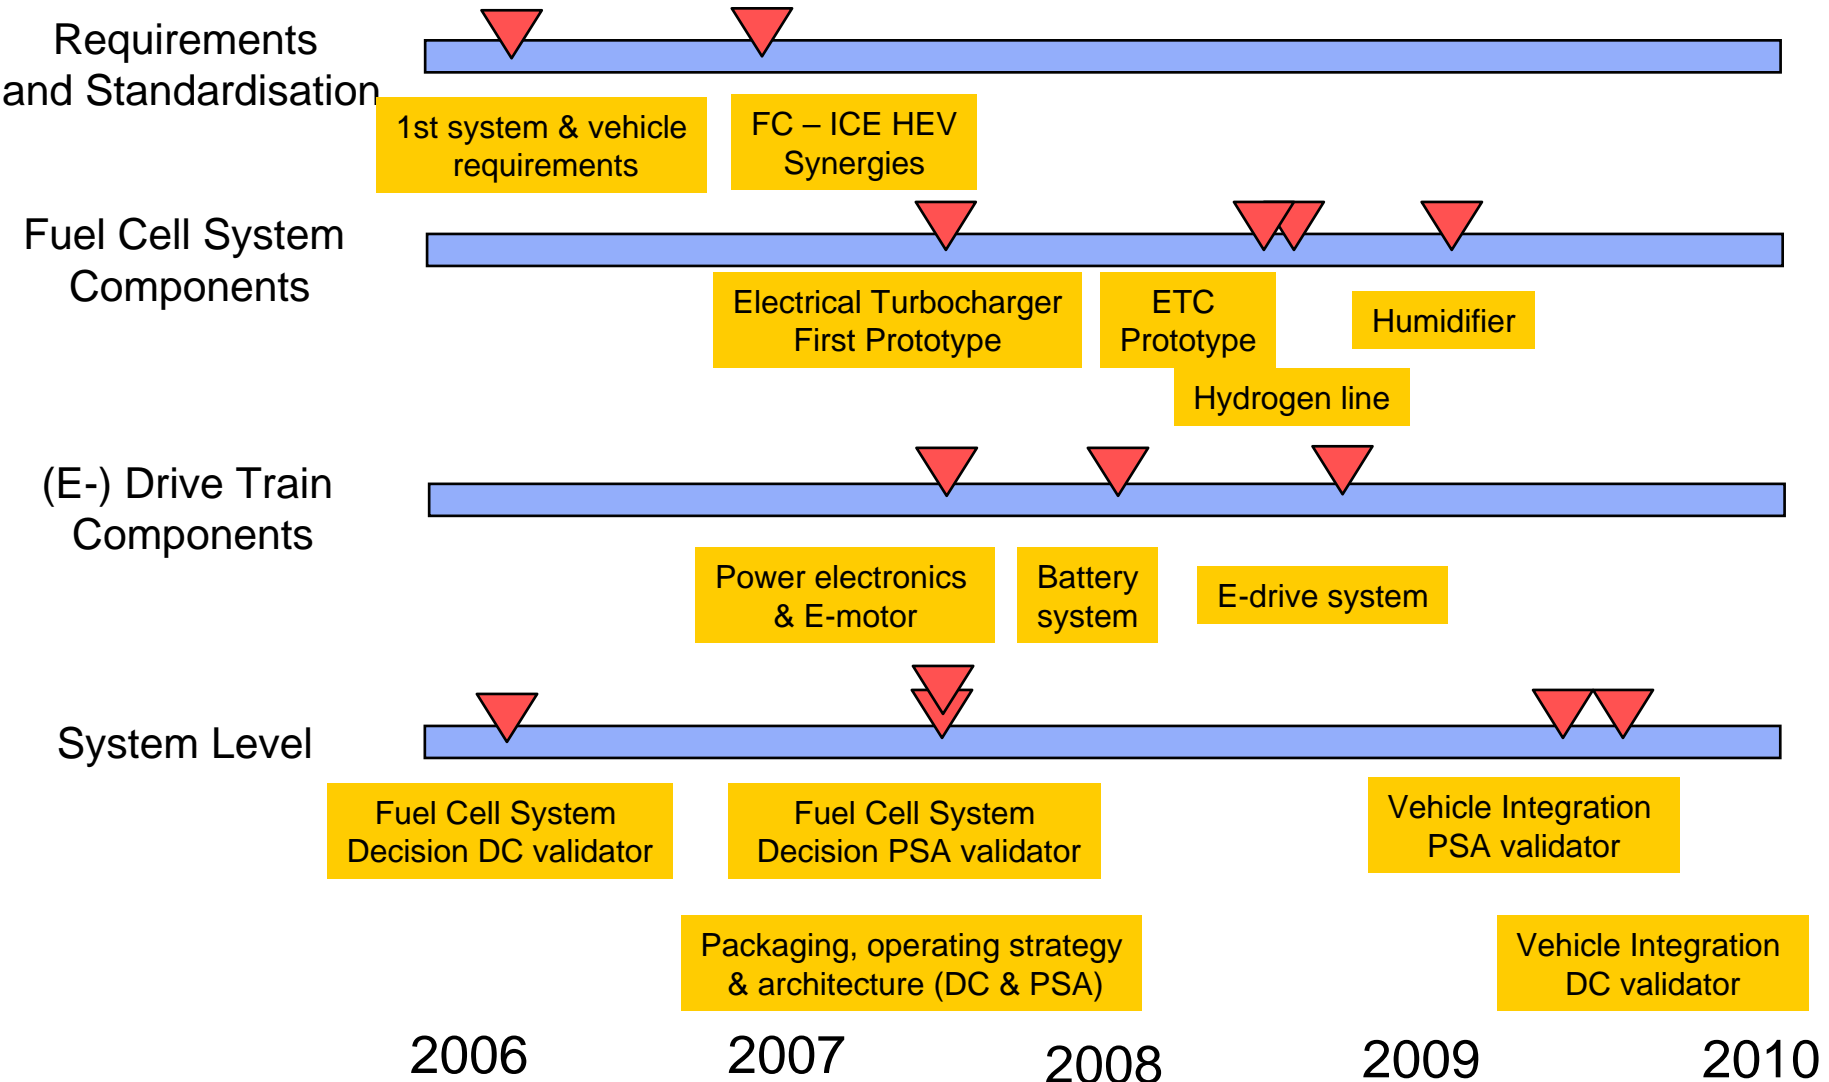 Requirements
and Standardisation
1st system & vehicle
requirements
FC – ICE HEV
Synergies
Fuel Cell System
Components
Electrical Turbocharger
First Prototype
ETC
Prototype
Humidifier
Hydrogen line
(E-) Drive Train
Components
Power electronics
& E-motor
Battery
system
E-drive system
System Level
Fuel Cell System
Decision DC validator
Fuel Cell System
Decision PSA validator
Vehicle Integration
PSA validator
Packaging, operating strategy
& architecture (DC & PSA)
Vehicle Integration
DC validator
2006 2007 2008 2009 2010